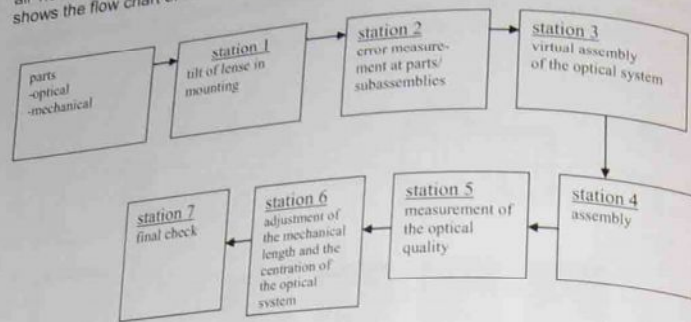 shows the flow chart
parts
-optical
-mechanical
station 1
tilt of lense in
mounting
station 2
error measure-
ment at parts/
subassemblies
station 3
virtual assembly
of the optical system
station 4
assembly
station 5
measurement of
the optical
quality
station 6
adjustment of
the mechanical
length and the
centration of
the optical
system
station 7
final check